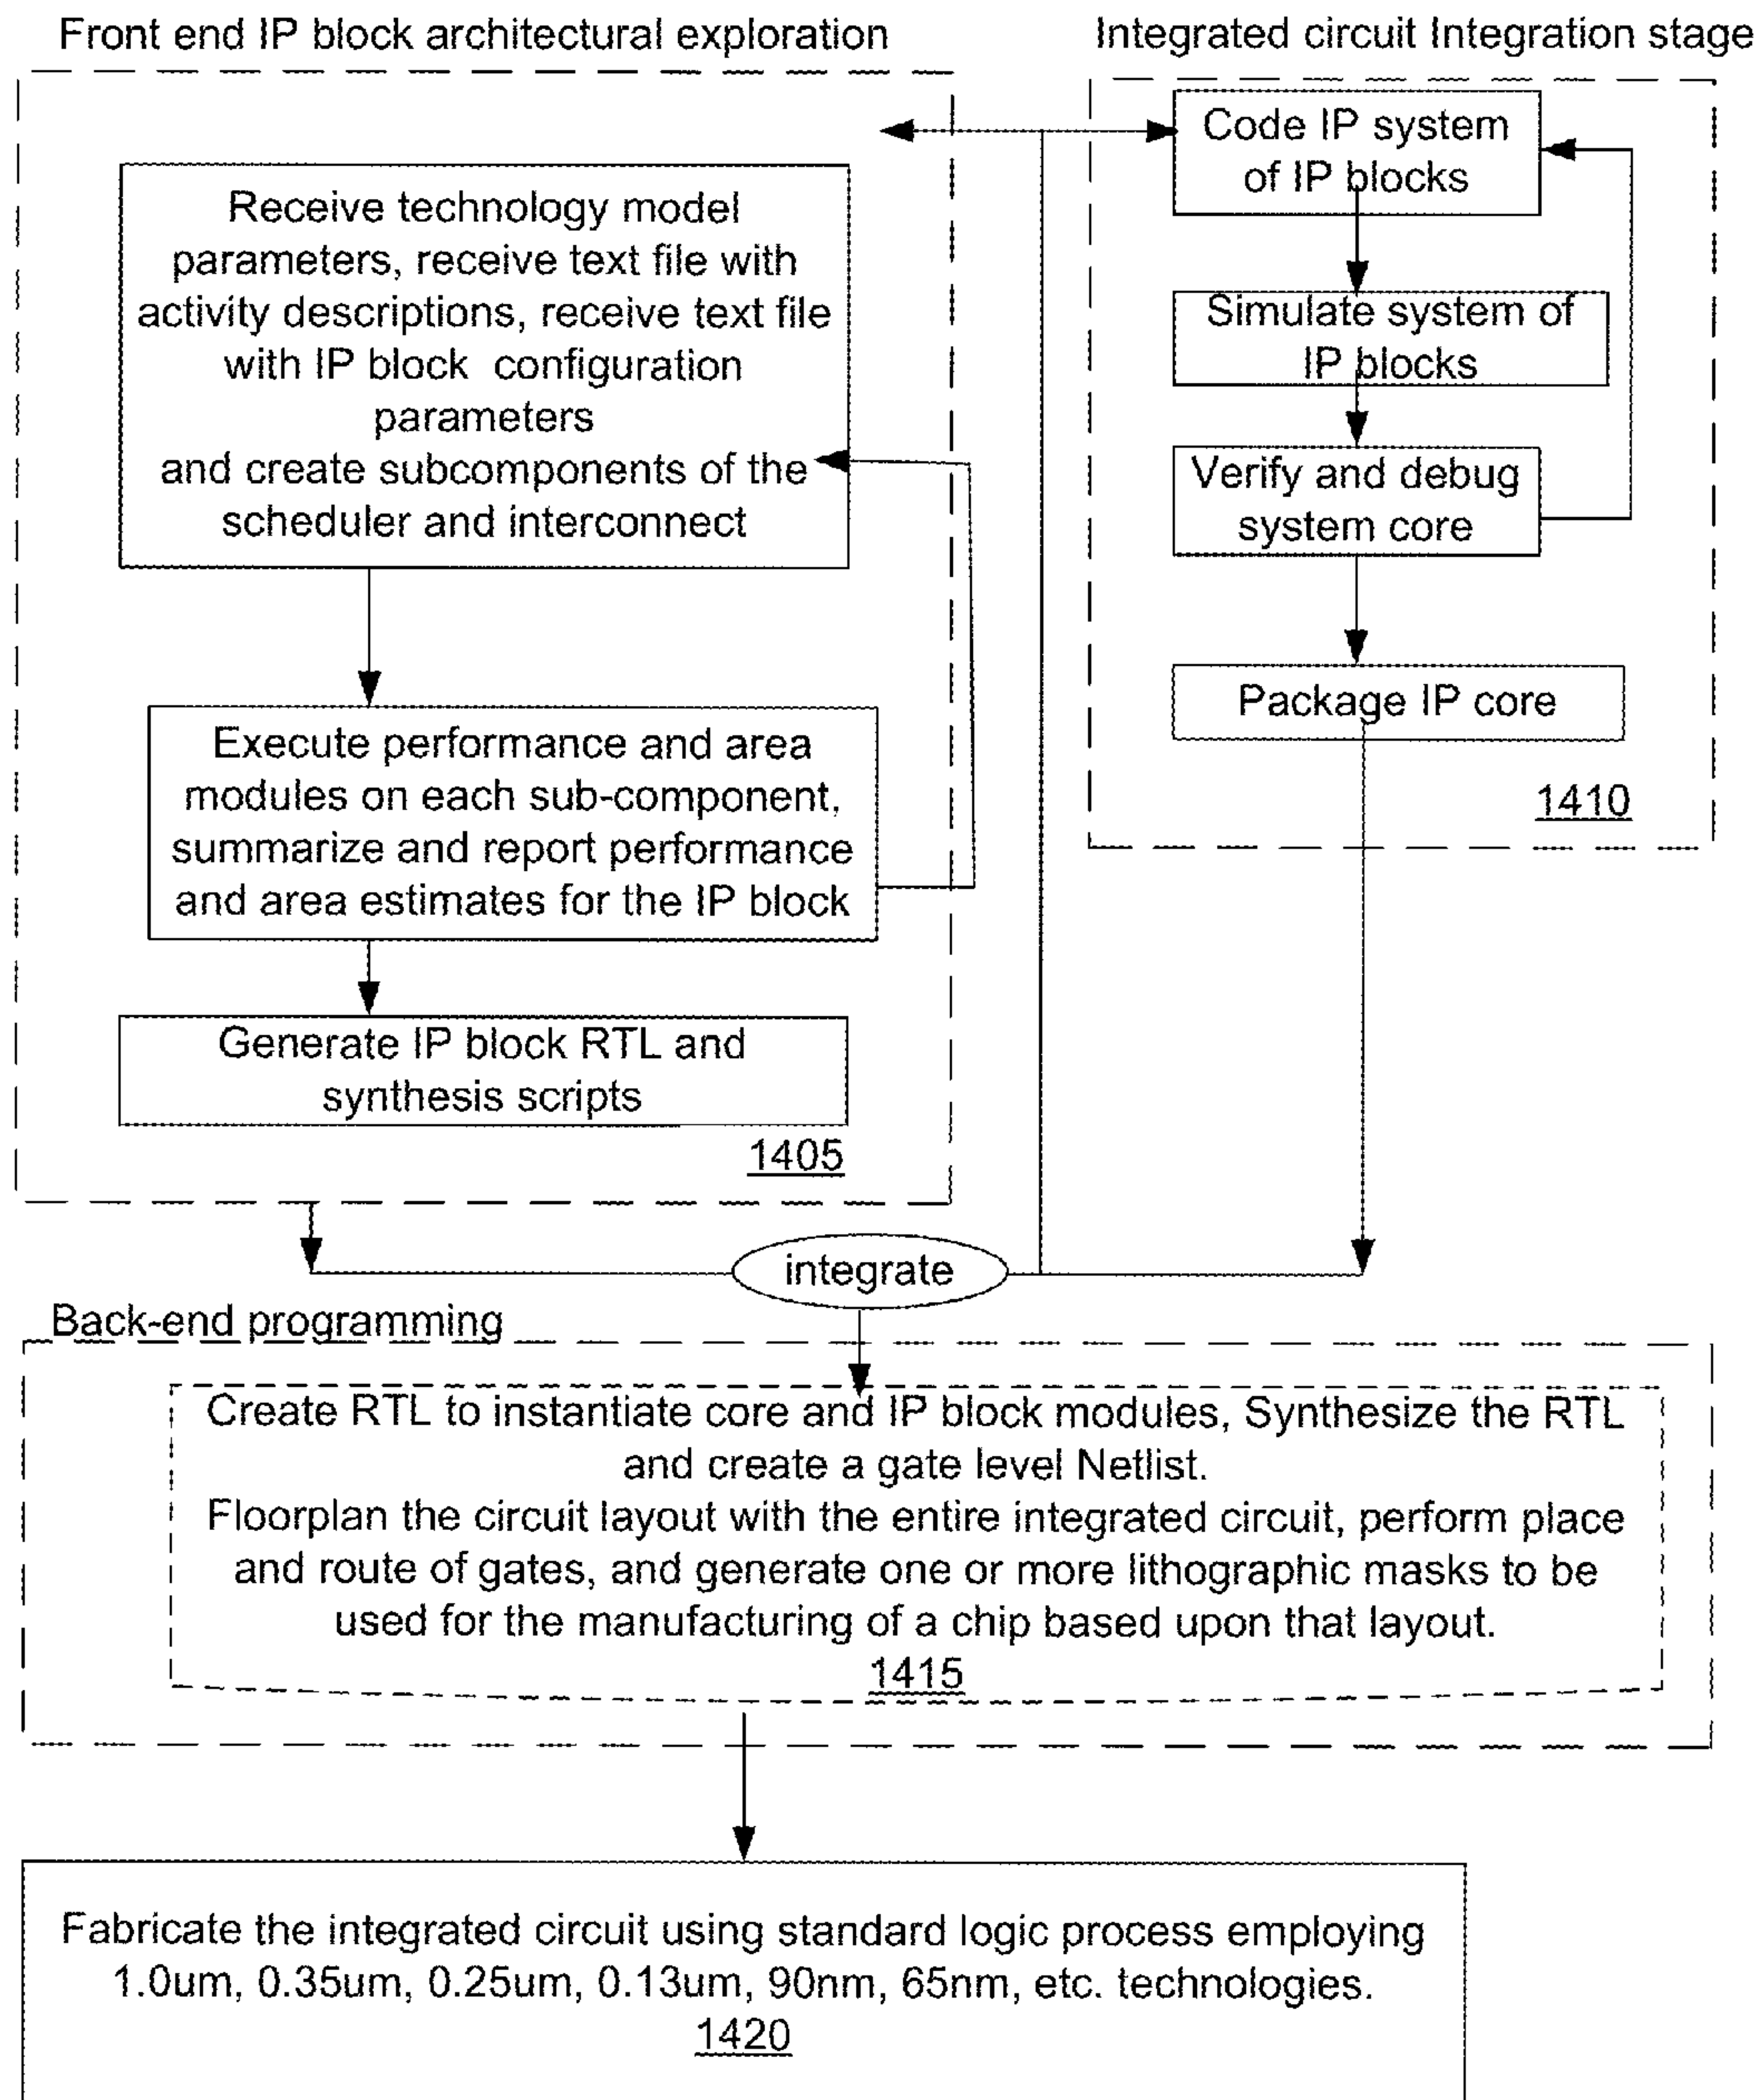 Front end IP block architectural exploration
Receive technology model
parameters, receive text file with
activity descriptions, receive text file
with IP block configuration
parameters
and create subcomponents of the
scheduler and interconnect
Execute performance and area
modules on each sub-component,
summarize and report performance
and area estimates for the IP block
Generate IP block RTL and
synthesis scripts
1405
Integrated circuit Integration stage
Code IP system
of IP blocks
Simulate system of
IP blocks
Verify and debug
system core
Package IP core
1410
integrate
Back-end programming
Create RTL to instantiate core and IP block modules, Synthesize the RTL
and create a gate level Netlist.
Floorplan the circuit layout with the entire integrated circuit, perform place
and route of gates, and generate one or more lithographic masks to be
used for the manufacturing of a chip based upon that layout.
1415
Fabricate the integrated circuit using standard logic process employing
1.0um, 0.35um, 0.25um, 0.13um, 90nm, 65nm, etc. technologies.
1420